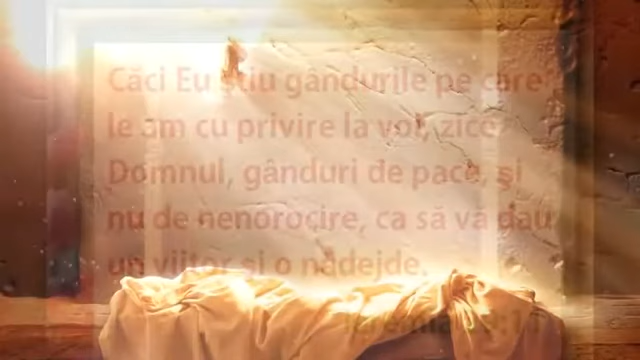 Căci Eu știu gândurile pe care
le am cu privire la voi, zice
Domnul, gânduri de pace, şi
nu de nenorocire, ca să vă dau
un viitor şi o nădejde.
Ieremia